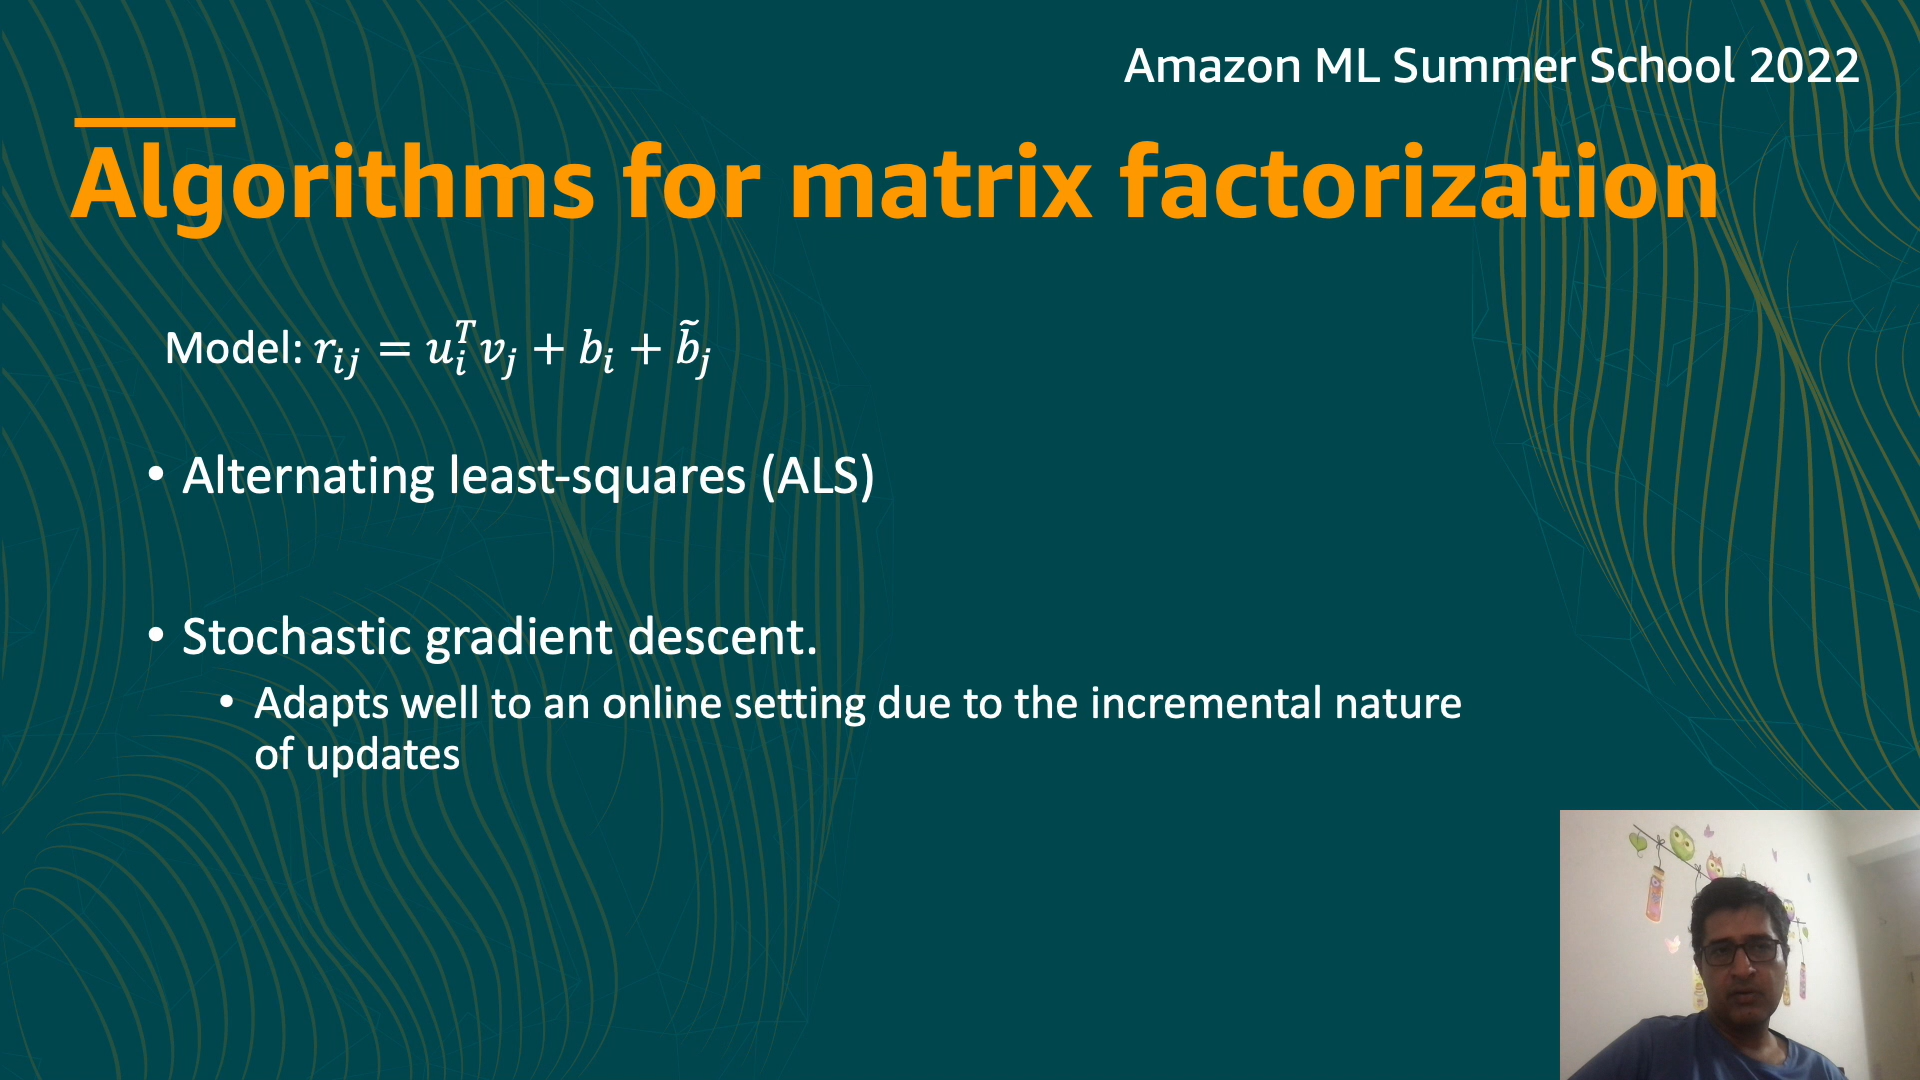 Amazon ML Summer School 2022
Algorithms for matrix factorization
Model: $r_{ij} = u_i^T v_j + b_i + \tilde{b}_j$
• Alternating least-squares (ALS)
• Stochastic gradient descent.
• Adapts well to an online setting due to the incremental nature
of updates